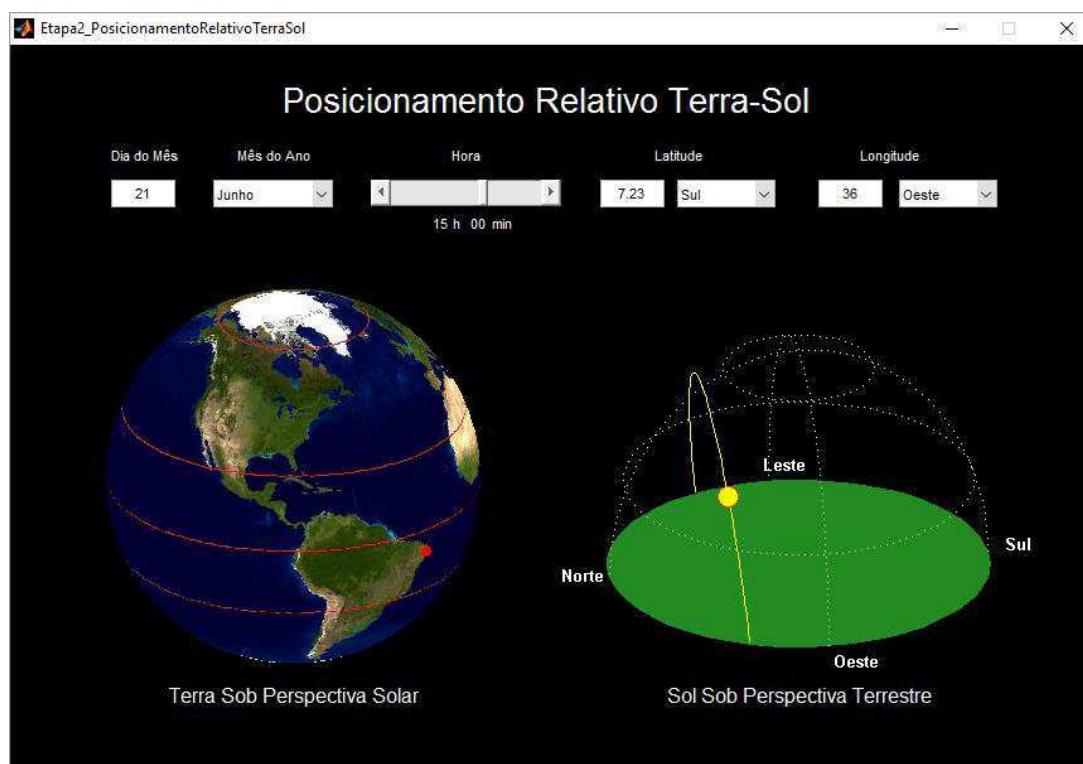 Etapa2_PosicionamentoRelativoTerraSol
Posicionamento Relativo Terra-Sol
Dia do Mês Mês do Ano Hora Latitude Longitude
21 Junho 7.23 Sul 36 Oeste
15 h 00 min
Leste
Sul
Norte
Oeste
Terra Sob Perspectiva Solar Sol Sob Perspectiva Terrestre